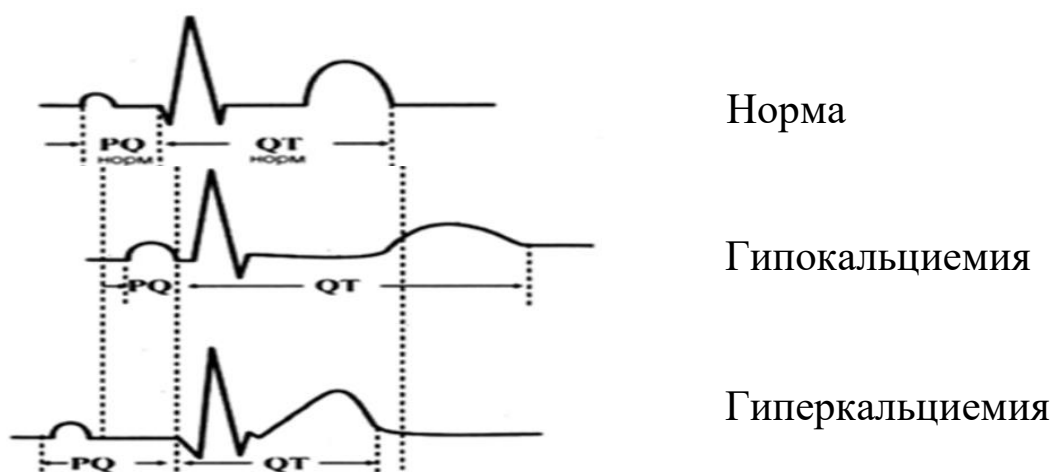 Норма
PQ QT
норм норм
Гипокальциемия
PQ QT
Гиперкальциемия
PQ QT